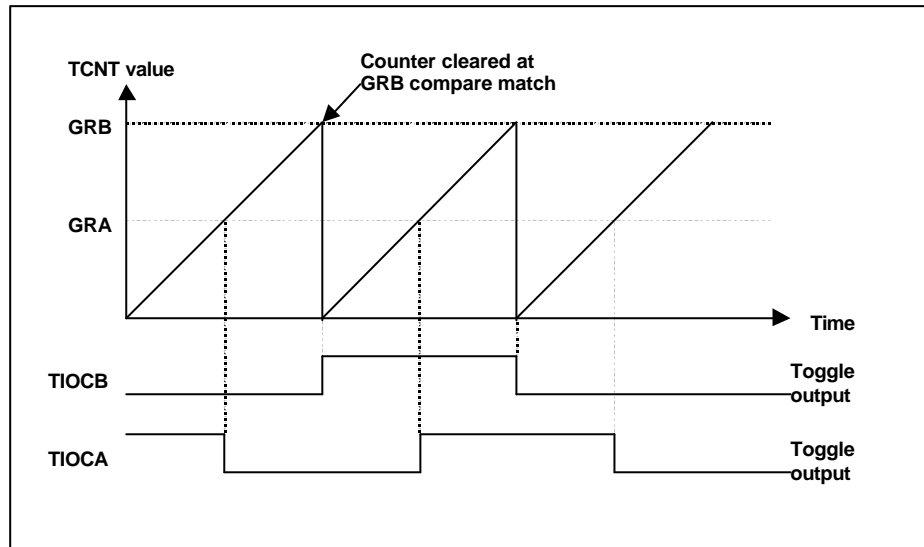 Counter cleared at
GRB compare match
TCNT value
GRB
GRA
Time
TIOCB
Toggle
output
TIOCA
Toggle
output